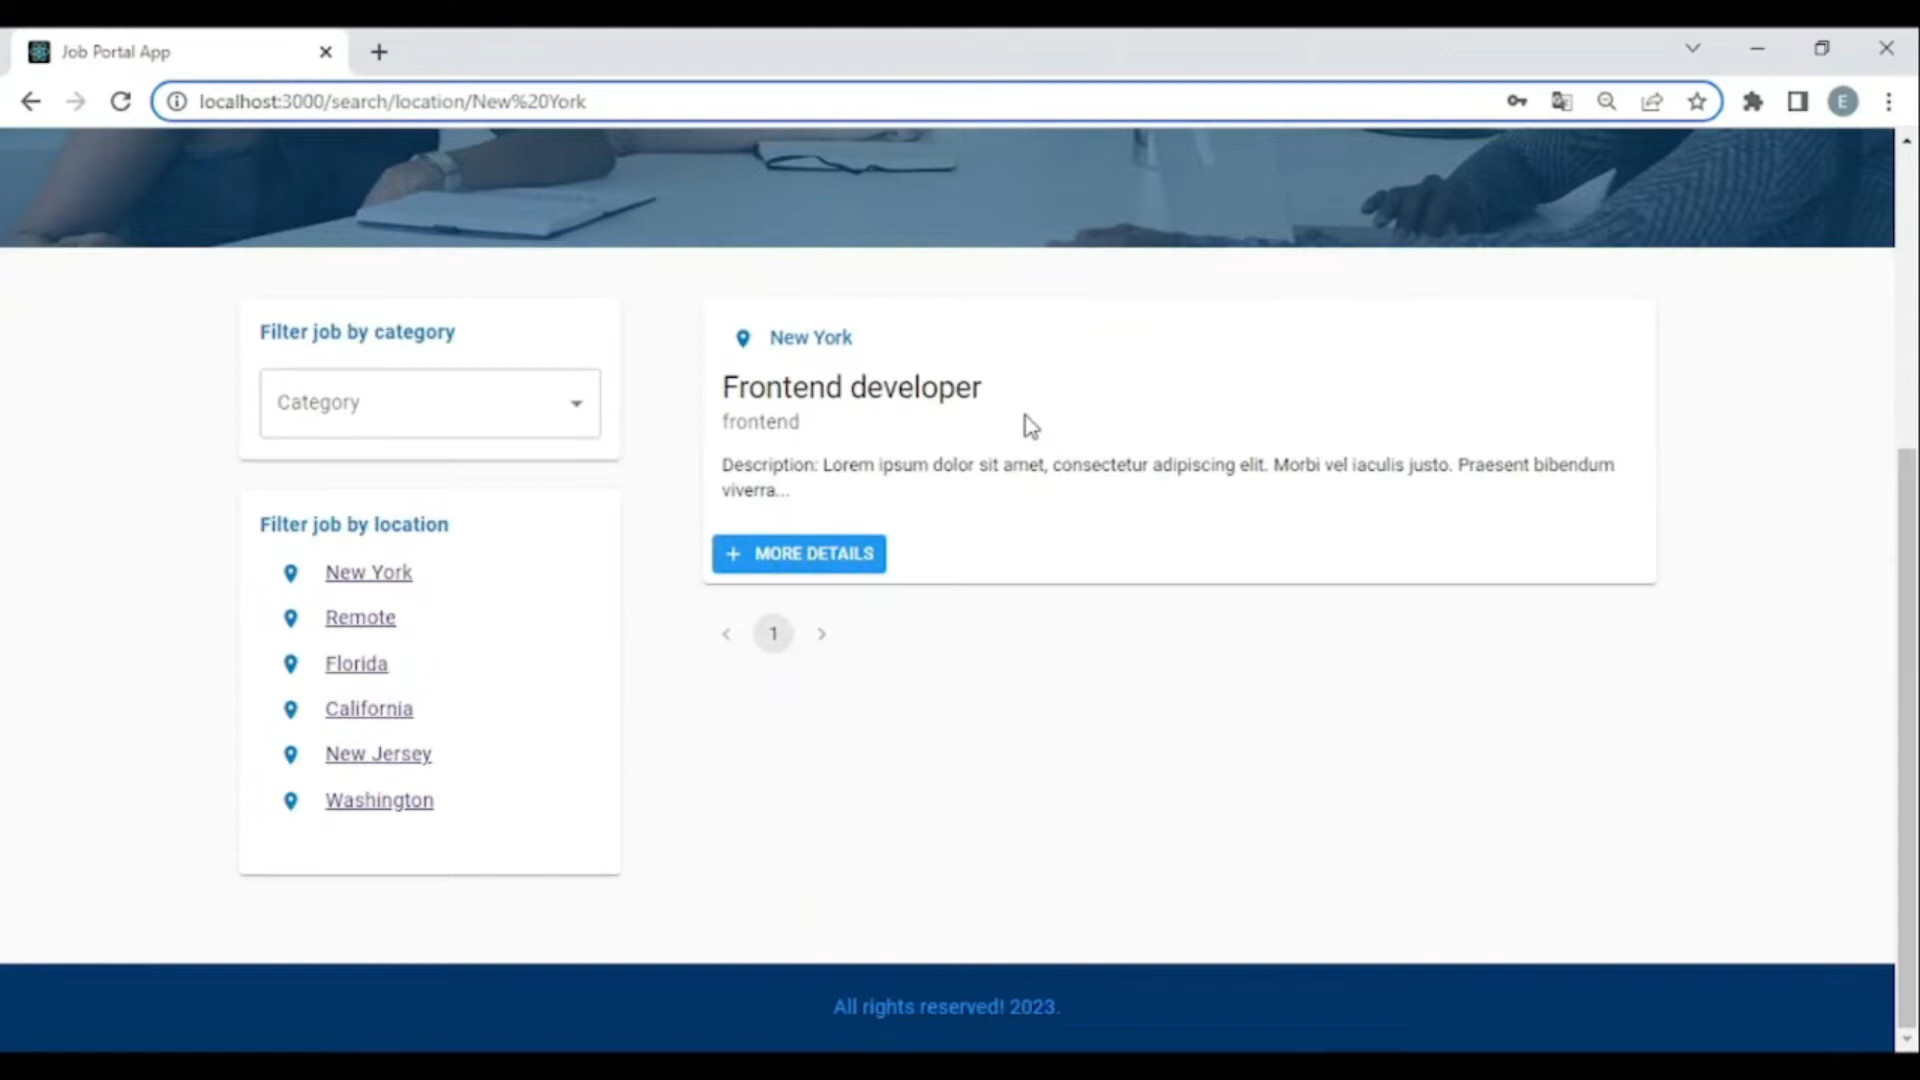 Job Portal App
localhost:3000/search/location/New%20York
E
Filter job by category
Category
Filter job by location
New York
Remote
Florida
California
New Jersey
Washington
New York
Frontend developer
frontend
Description: Lorem ipsum dolor sit amet, consectetur adipiscing elit. Morbi vel iaculis justo. Praesent bibendum
viverra...
+ MORE DETAILS
< 1 >
All rights reserved! 2023.